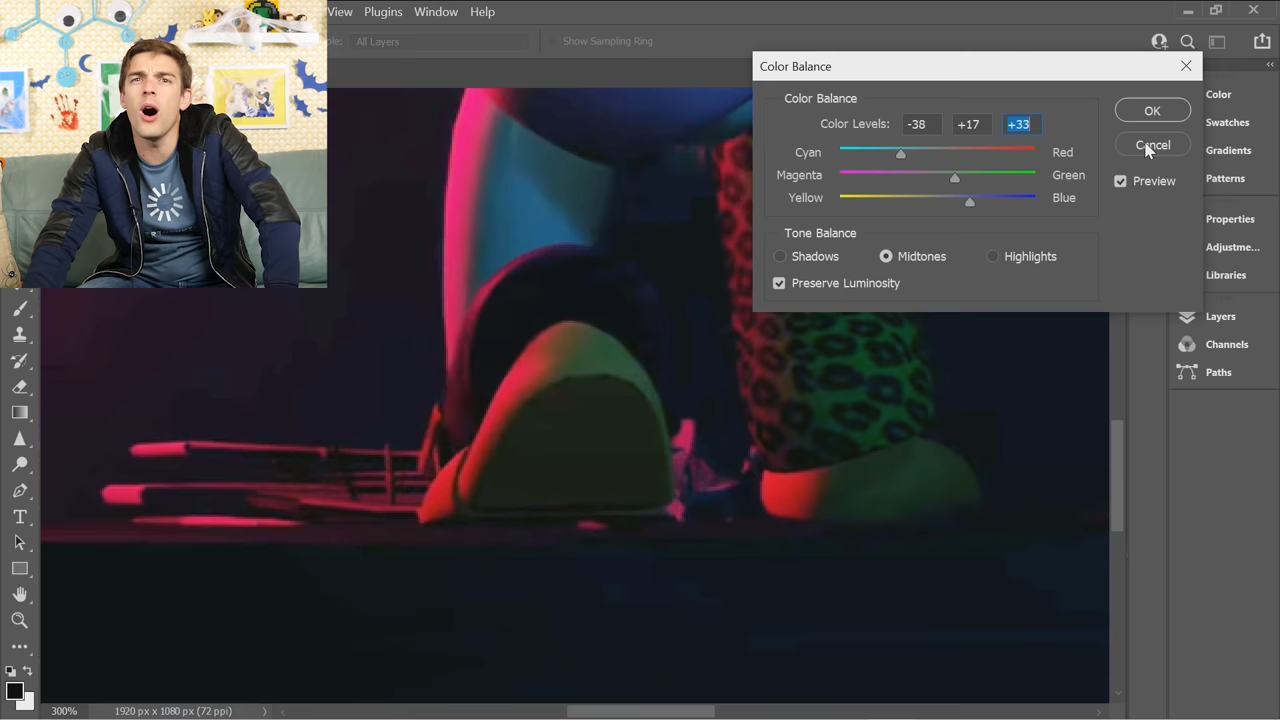 View Plugins Window Help
All Layers
Show Sampling Ring
Color Balance
Color Balance
Color Levels: -38 +17 +33
Cyan Red
Magenta Green
Yellow Blue
Tone Balance
Shadows Midtones Highlights
Preserve Luminosity
OK
Cancel
Preview
Color
Swatches
Gradients
Patterns
Properties
Adjustme...
Libraries
Layers
Channels
Paths
300% 1920 px x 1080 px (72 ppi)